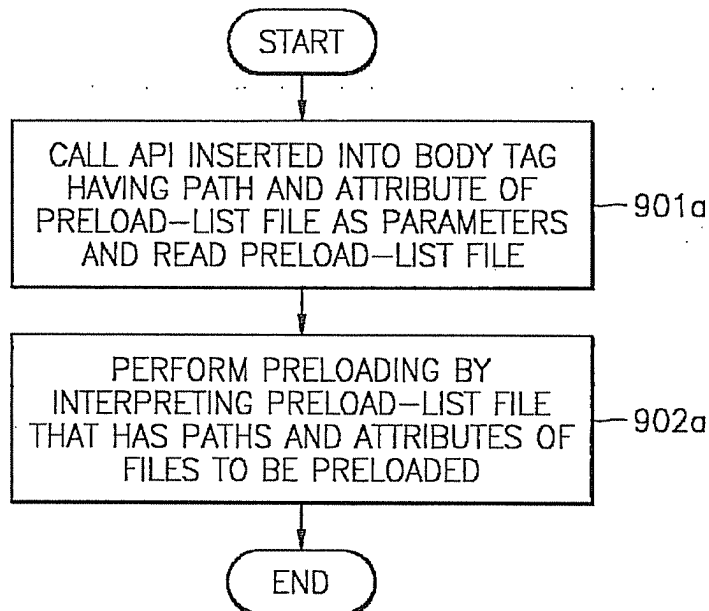 START
CALL API INSERTED INTO BODY TAG
HAVING PATH AND ATTRIBUTE OF
PRELOAD-LIST FILE AS PARAMETERS
AND READ PRELOAD-LIST FILE
901a
PERFORM PRELOADING BY
INTERPRETING PRELOAD-LIST FILE
THAT HAS PATHS AND ATTRIBUTES OF
FILES TO BE PRELOADED
902a
END